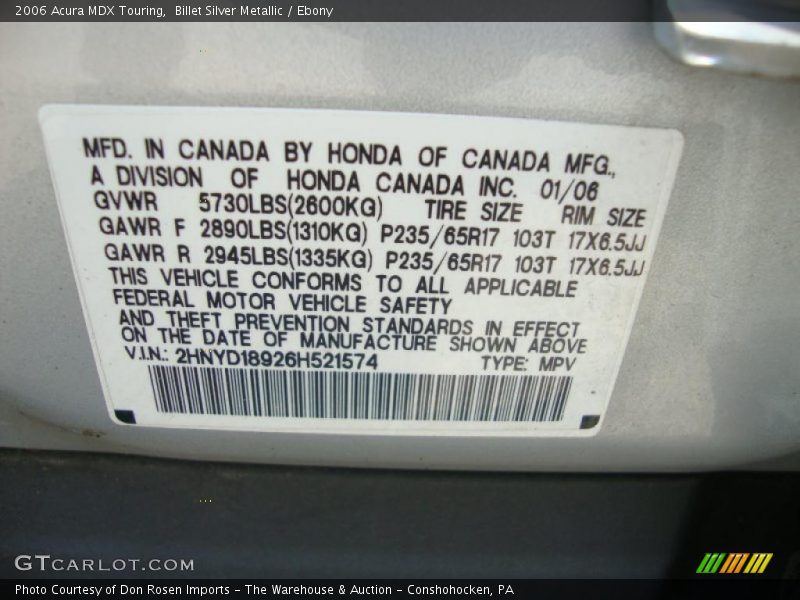 2006 Acura MDX Touring,  Billet Silver Metallic / Ebony
MFD. IN CANADA BY HONDA OF CANADA MFG.,
A DIVISION OF HONDA CANADA INC. 01/06
GVWR 5730LBS(2600KG) TIRE SIZE RIM SIZE
GAWR F 2890LBS(1310KG) P235/65R17 103T 17X6.5JJ
GAWR R 2945LBS(1335KG) P235/65R17 103T 17X6.5JJ
THIS VEHICLE CONFORMS TO ALL APPLICABLE
FEDERAL MOTOR VEHICLE SAFETY
AND THEFT PREVENTION STANDARDS IN EFFECT
ON THE DATE OF MANUFACTURE SHOWN ABOVE
V.I.N.: 2HNYD18926H521574 TYPE: MPV
GTCARLOT.COM
Photo Courtesy of Don Rosen Imports – The Warehouse & Auction – Conshohocken, PA